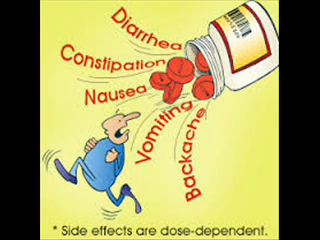 Diarrhea
Constipation
Nausea
Vomiting
Backache
* Side effects are dose-dependent.